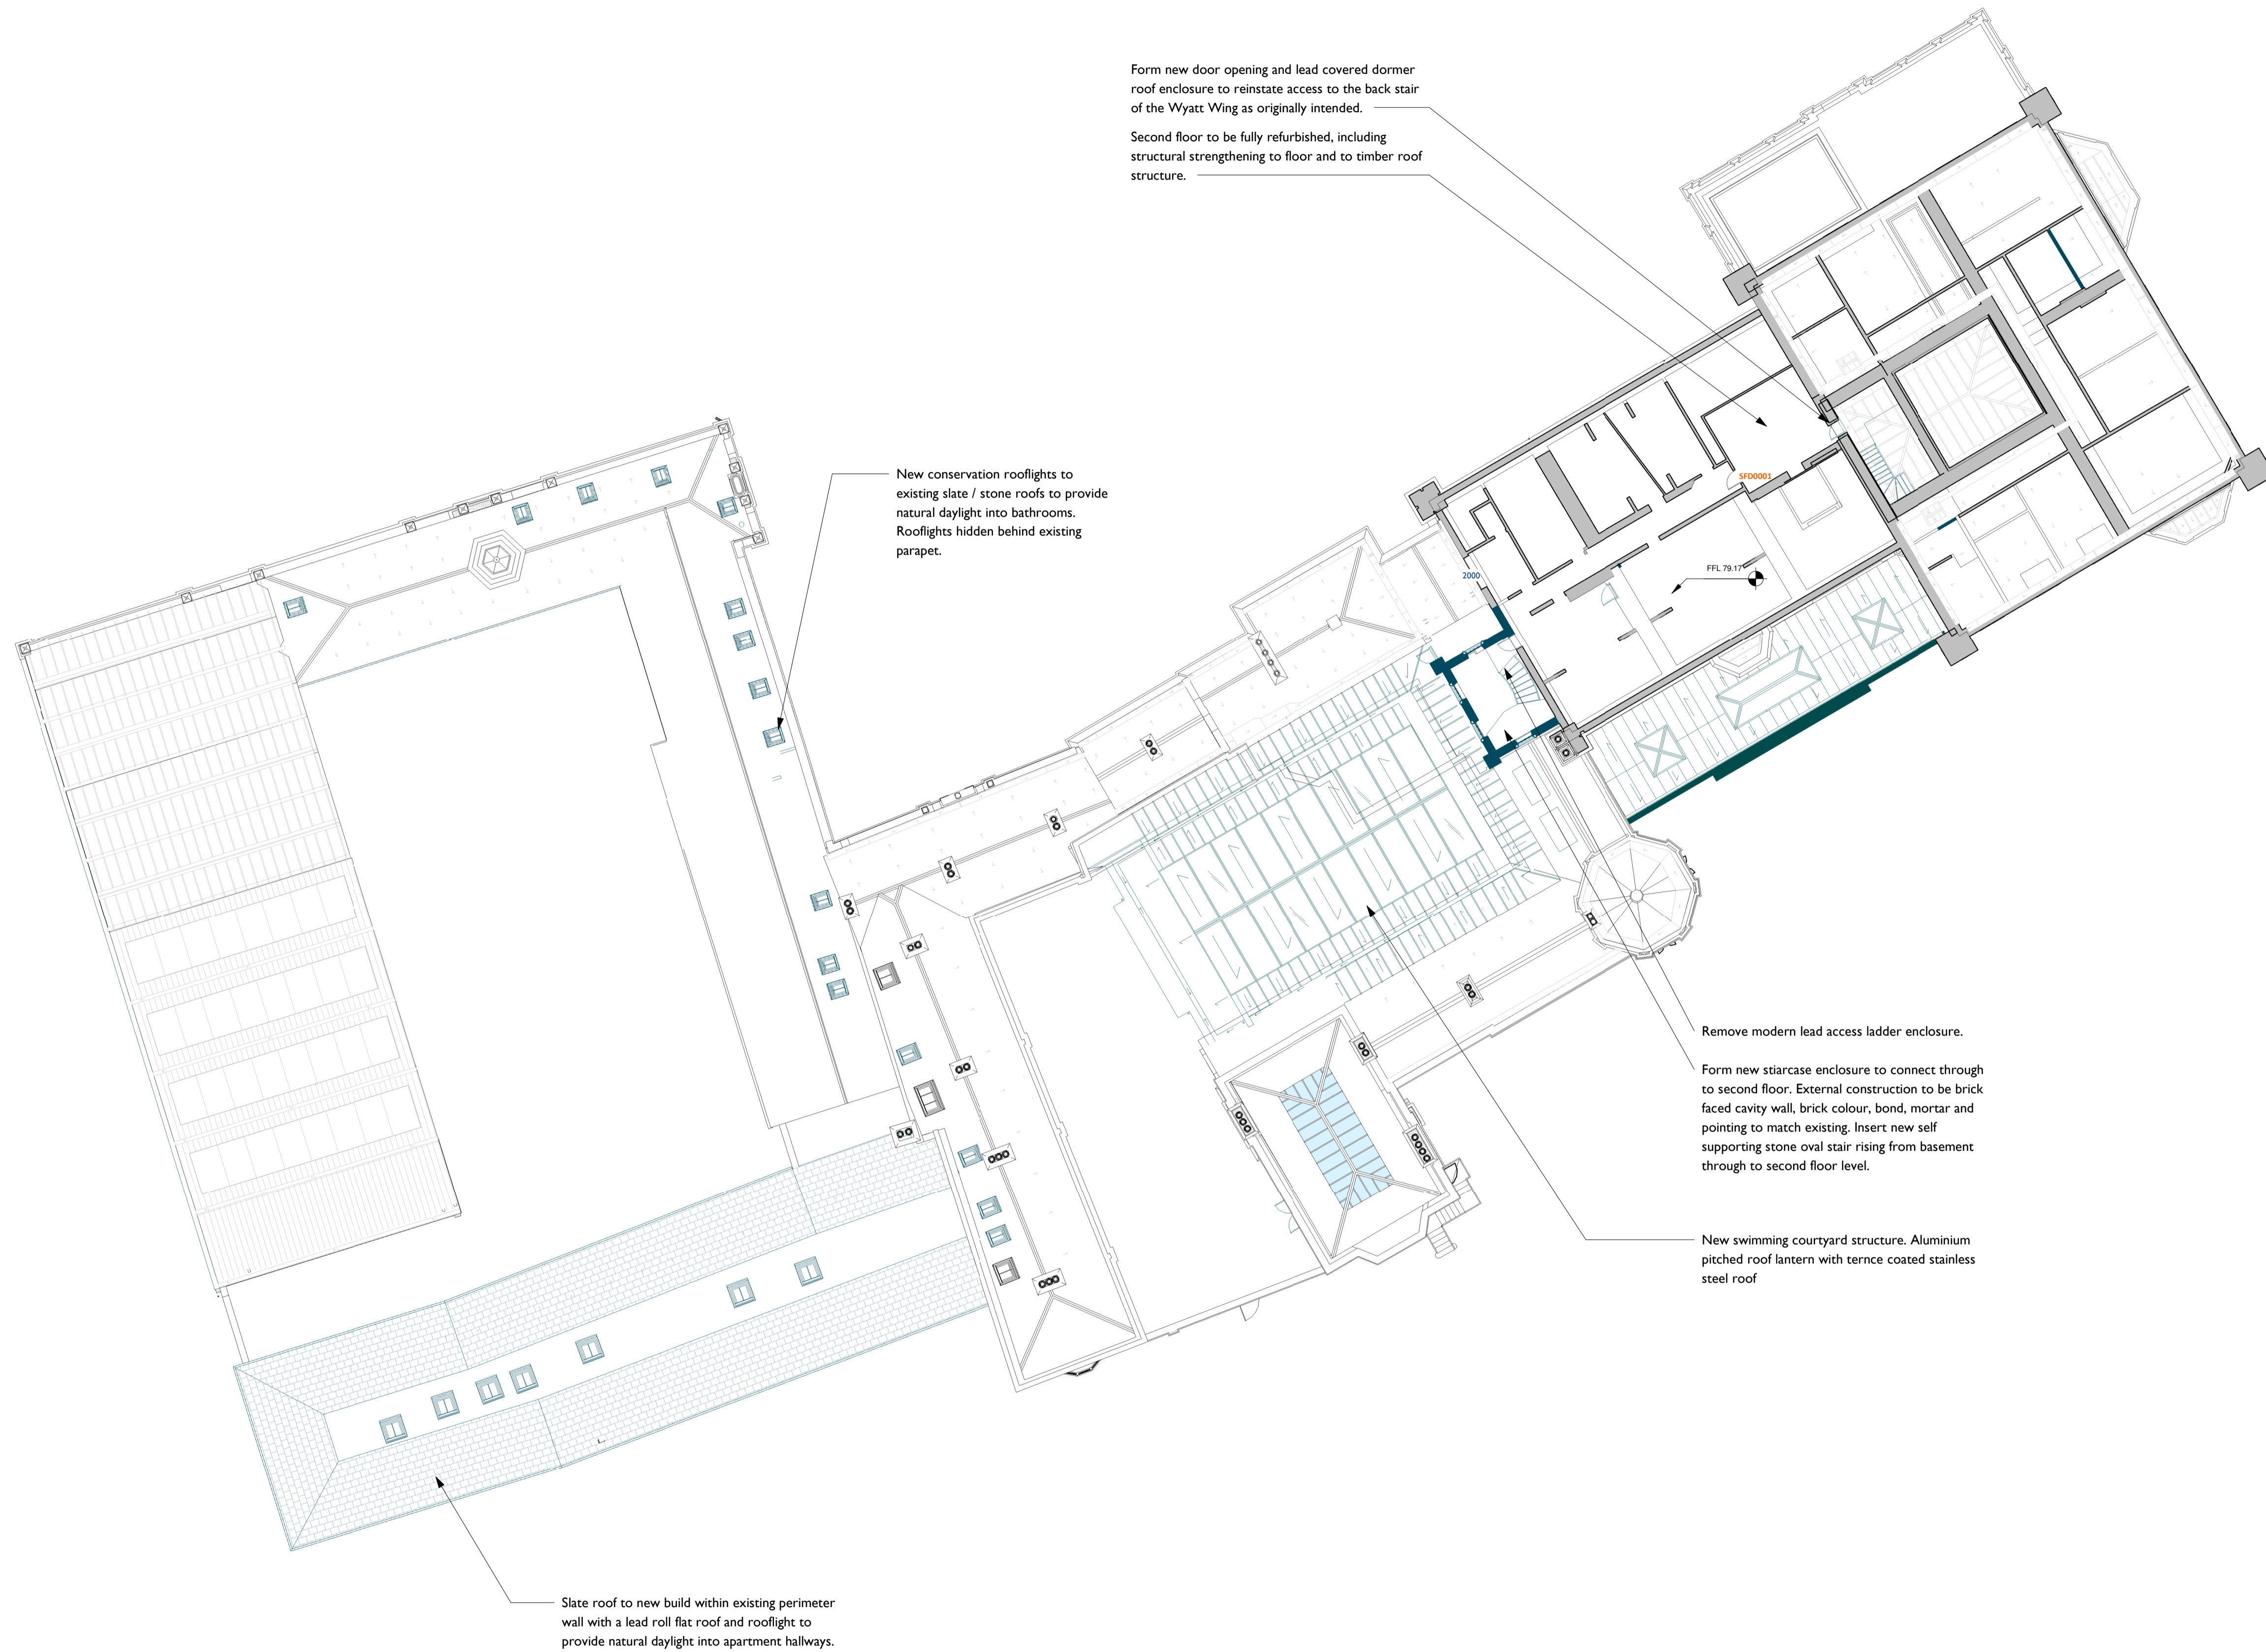 Form new door opening and lead covered dormer
roof enclosure to reinstate access to the back stair
of the Wyatt Wing as originally intended.
Second floor to be fully refurbished, including
structural strengthening to floor and to timber roof
structure.
New conservation rooflights to
existing slate / stone roofs to provide
natural daylight into bathrooms.
Rooflights hidden behind existing
parapet.
SFD0001
FFL 79.17
2000
Remove modern lead access ladder enclosure.
Form new stiarcase enclosure to connect through
to second floor. External construction to be brick
faced cavity wall, brick colour, bond, mortar and
pointing to match existing. Insert new self
supporting stone oval stair rising from basement
through to second floor level.
New swimming courtyard structure. Aluminium
pitched roof lantern with ternce coated stainless
steel roof
Slate roof to new build within existing perimeter
wall with a lead roll flat roof and rooflight to
provide natural daylight into apartment hallways.